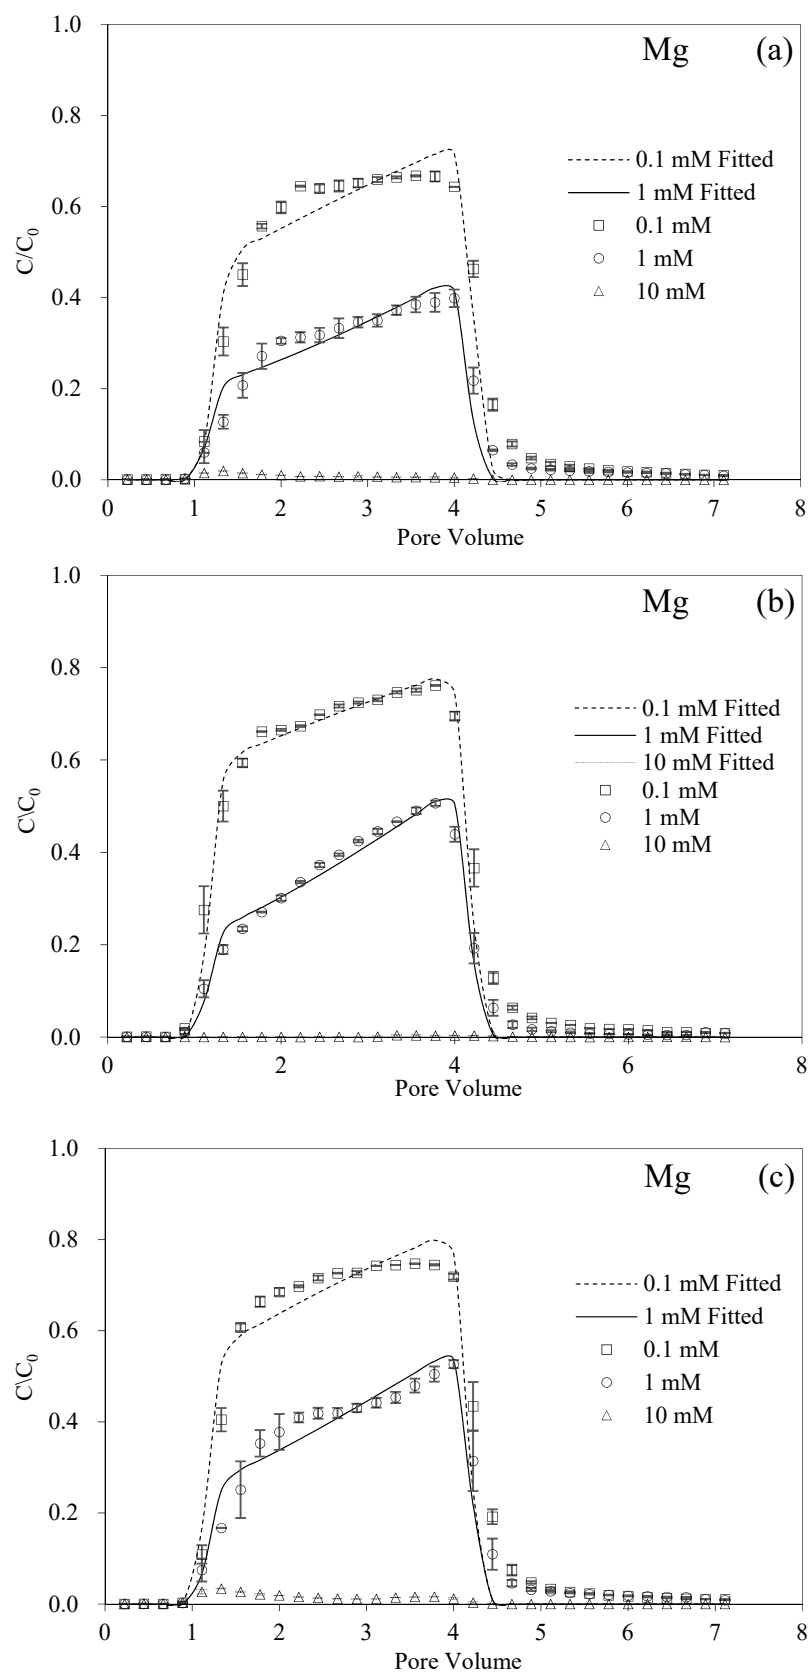 Mg (a)
1.0
0.8
0.6
0.4
0.2
0.0
C/C0
0.1 mM Fitted
1 mM Fitted
0.1 mM
1 mM
10 mM
0 1 2 3 4 5 6 7 8
Pore Volume
Mg (b)
1.0
0.8
0.6
0.4
0.2
0.0
C\C0
0.1 mM Fitted
1 mM Fitted
10 mM Fitted
0.1 mM
1 mM
10 mM
0 2 4 6 8
Pore Volume
Mg (c)
1.0
0.8
0.6
0.4
0.2
0.0
C\C0
0.1 mM Fitted
1 mM Fitted
0.1 mM
1 mM
10 mM
0 1 2 3 4 5 6 7 8
Pore Volume